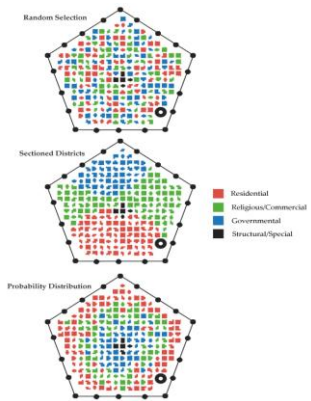 Random Selection
Sectioned Districts
Residential
Religious/Commercial
Governmental
Structural/Special
Probability Distribution